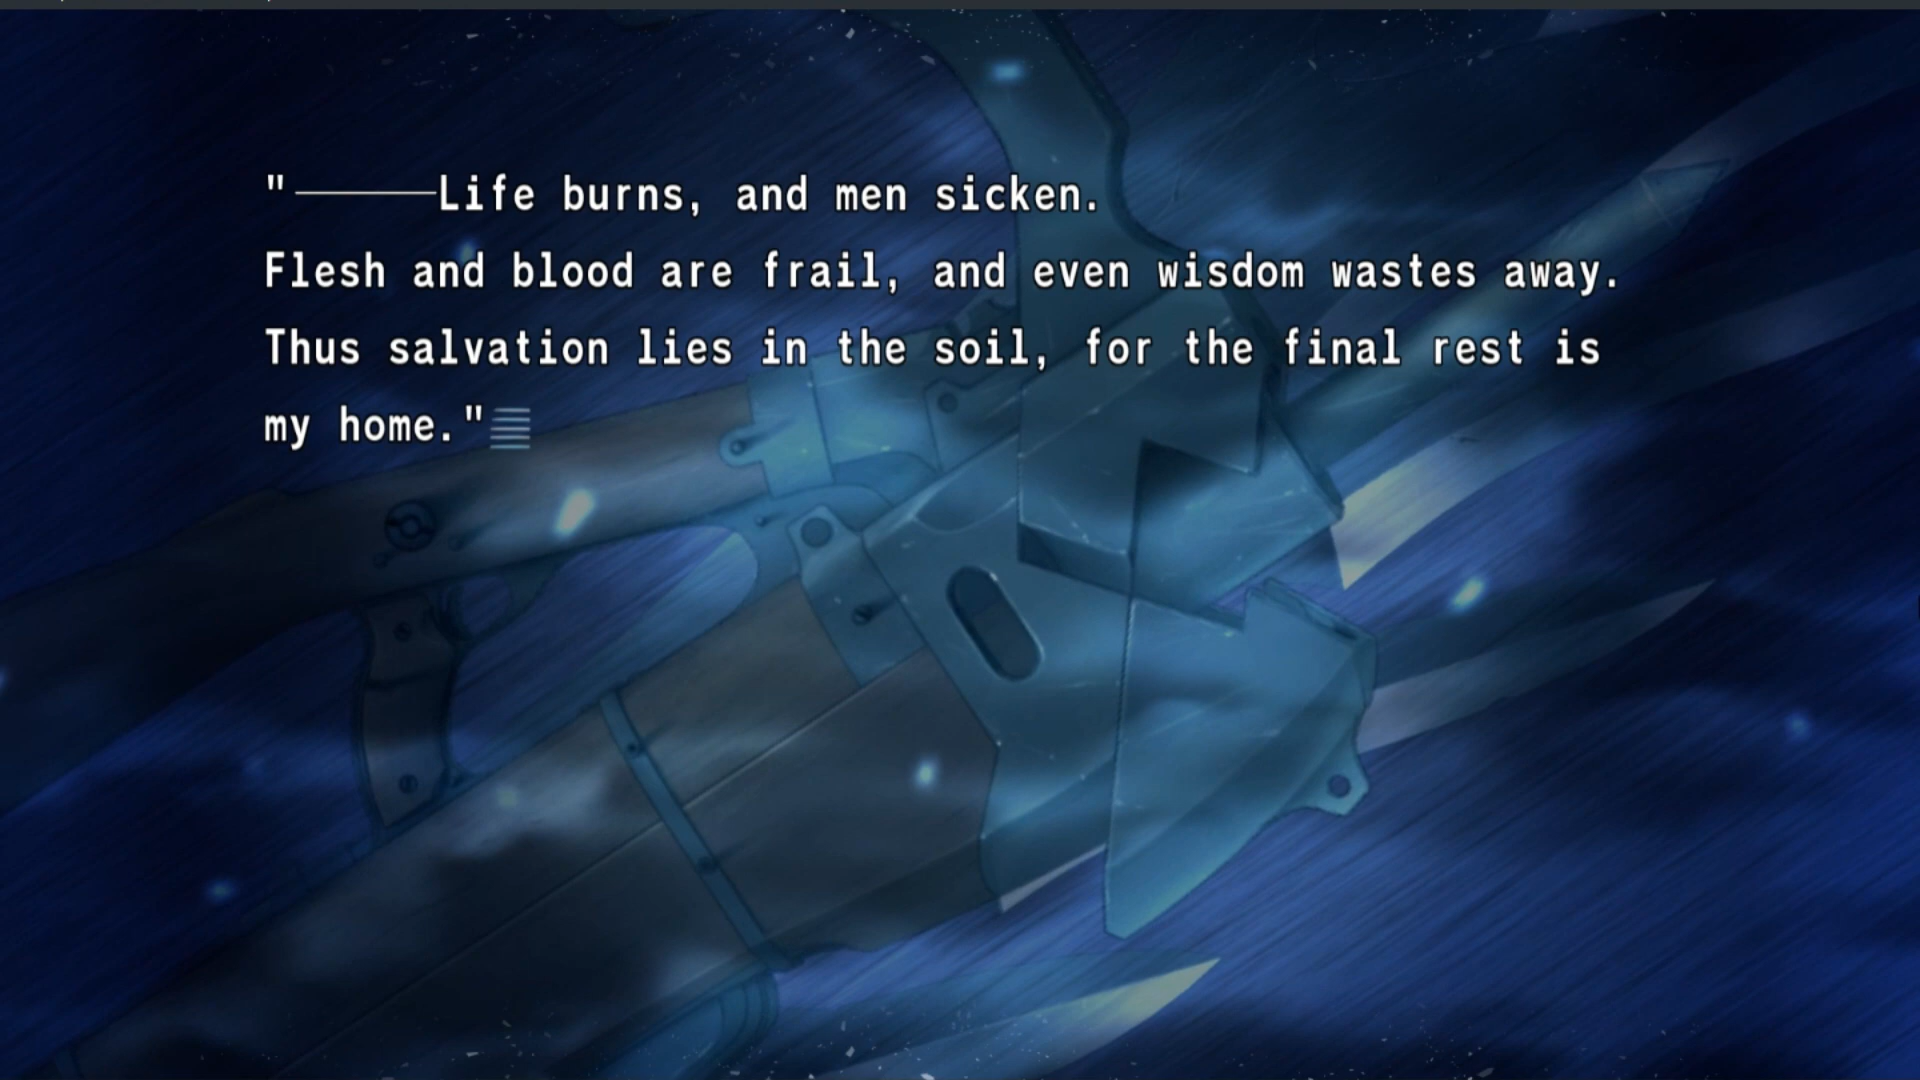 "―――Life burns, and men sicken.
Flesh and blood are frail, and even wisdom wastes away.
Thus salvation lies in the soil, for the final rest is
my home."